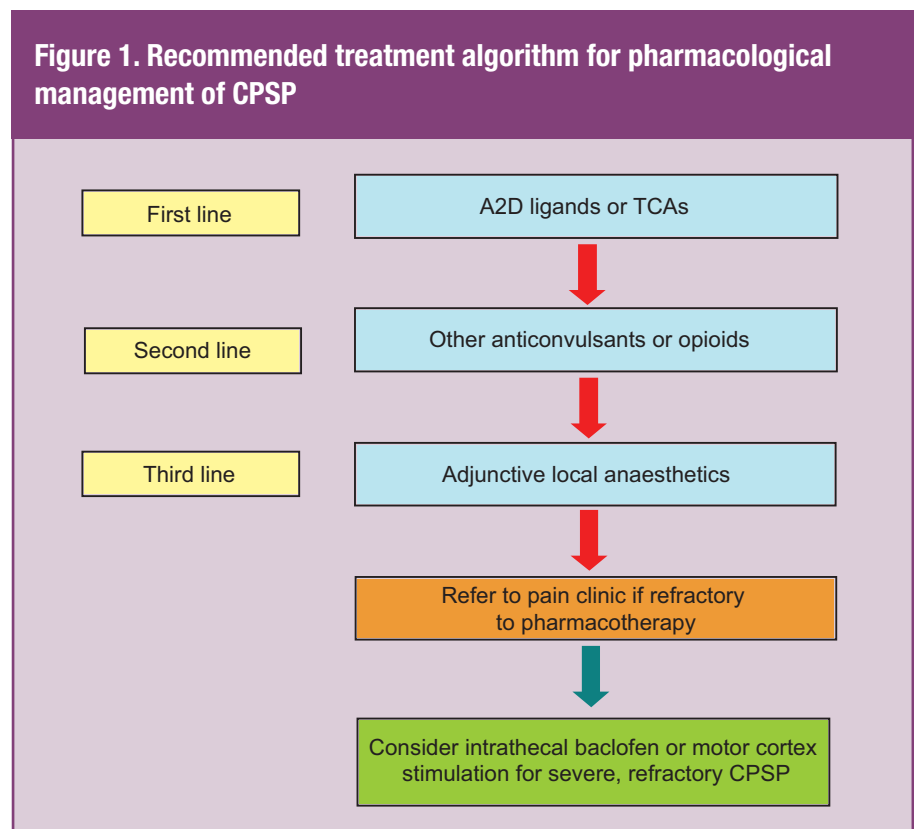 Figure 1. Recommended treatment algorithm for pharmacological
management of CPSP
First line
A2D ligands or TCAs
Second line
Other anticonvulsants or opioids
Third line
Adjunctive local anaesthetics
Refer to pain clinic if refractory
to pharmacotherapy
Consider intrathecal baclofen or motor cortex
stimulation for severe, refractory CPSP